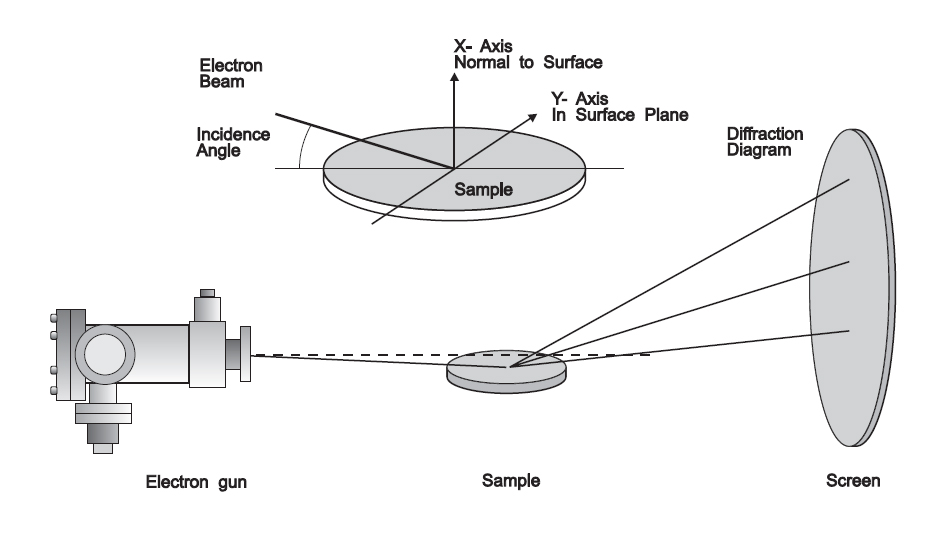 X- Axis
Normal to Surface
Electron
Beam
Y- Axis
In Surface Plane
Incidence
Angle
Diffraction
Diagram
Sample
Electron gun
Sample
Screen